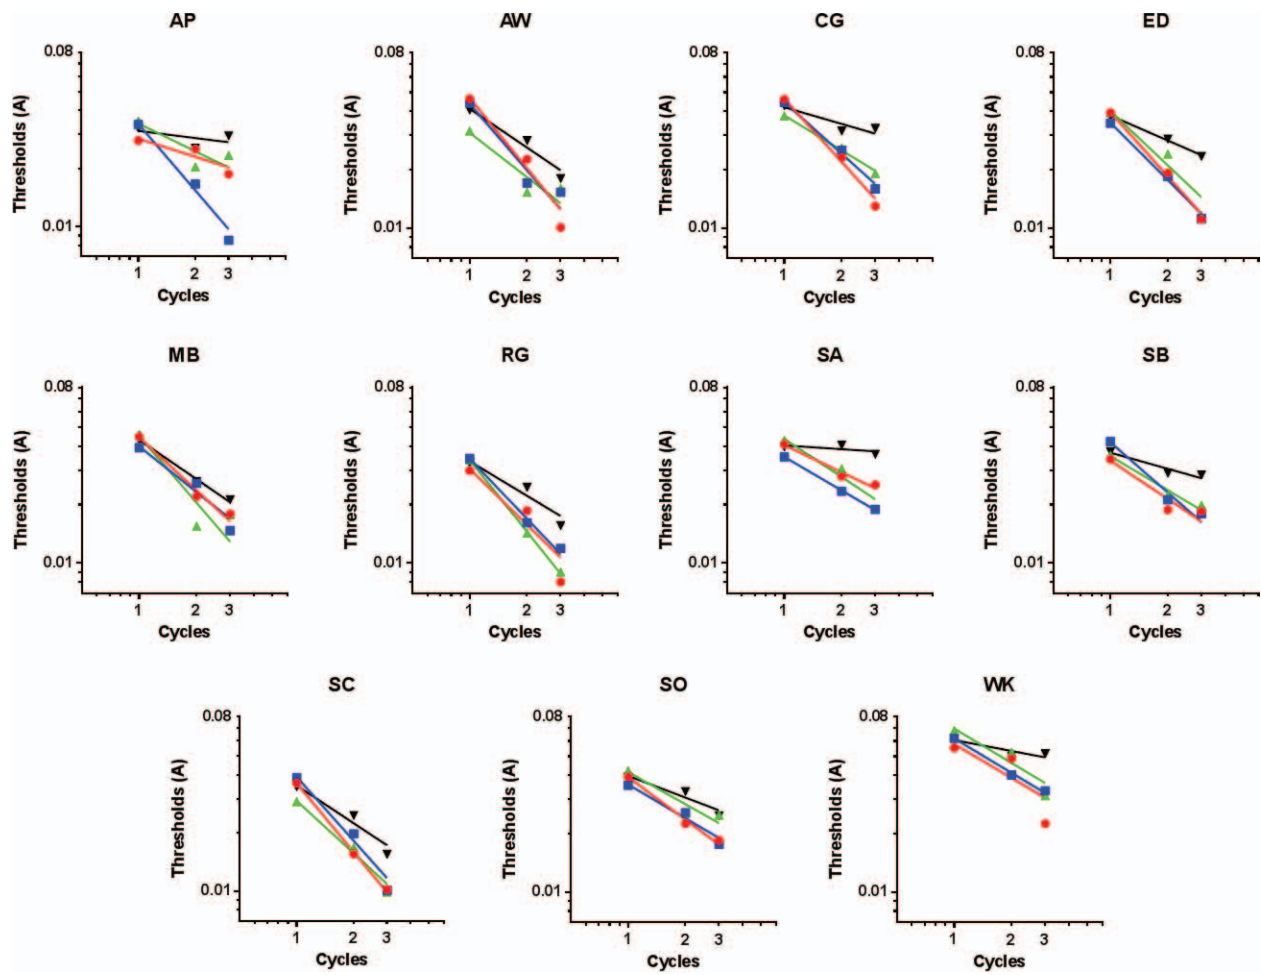 AP AW CG ED
0.08 0.08 0.08 0.08
Thresholds (A) Thresholds (A) Thresholds (A) Thresholds (A)
0.01 0.01 0.01 0.01
1 2 3 1 2 3 1 2 3 1 2 3
Cycles Cycles Cycles Cycles
MB RG SA SB
0.08 0.08 0.08 0.08
Thresholds (A) Thresholds (A) Thresholds (A) Thresholds (A)
0.01 0.01 0.01 0.01
1 2 3 1 2 3 1 2 3 1 2 3
Cycles Cycles Cycles Cycles
SC SO WK
0.08 0.08 0.08
Thresholds (A) Thresholds (A) Thresholds (A)
0.01 0.01 0.01
1 2 3 1 2 3 1 2 3
Cycles Cycles Cycles